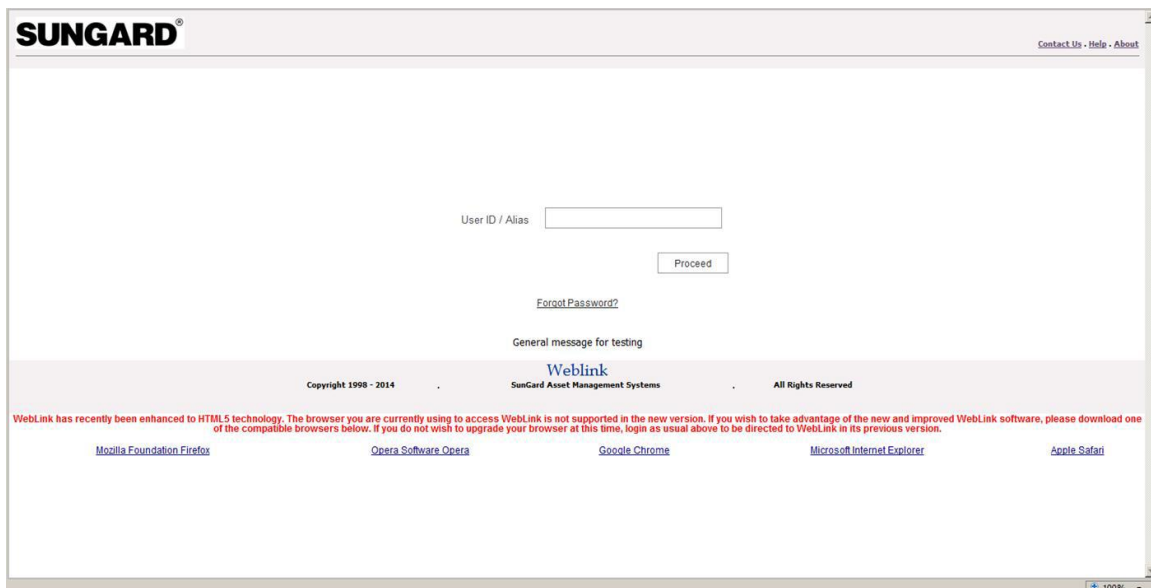 SUNGARD®
Contact Us . Help . About
User ID / Alias
Proceed
Forgot Password?
General message for testing
Weblink
Copyright 1998 - 2014 . SunGard Asset Management Systems . All Rights Reserved
WebLink has recently been enhanced to HTML5 technology. The browser you are currently using to access WebLink is not supported in the new version. If you wish to take advantage of the new and improved WebLink software, please download one
of the compatible browsers below. If you do not wish to upgrade your browser at this time, login as usual above to be directed to WebLink in its previous version.
Mozilla Foundation Firefox Opera Software Opera Google Chrome Microsoft Internet Explorer Apple Safari
100%